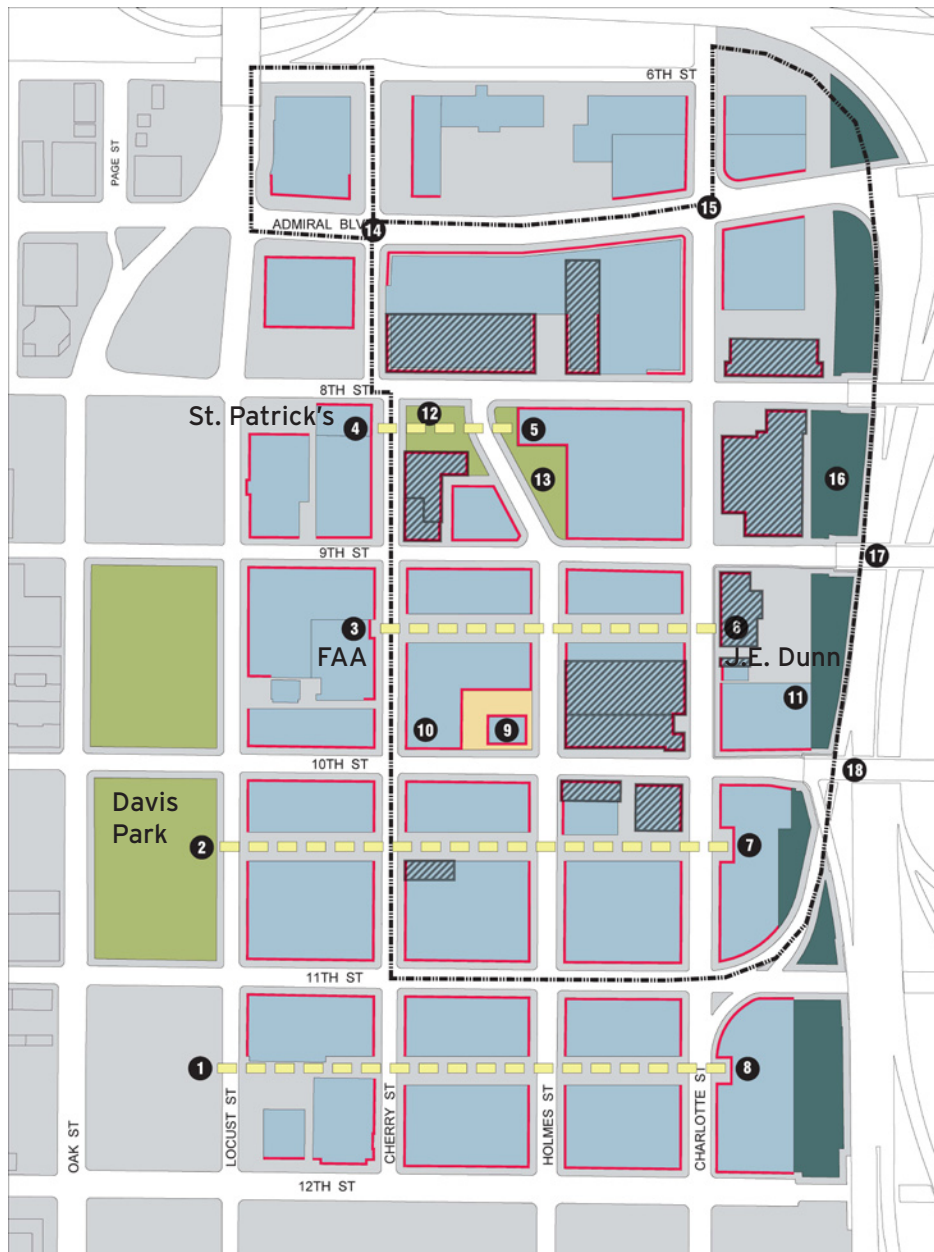 6TH ST
PAGE ST
15
ADMIRAL BLV
14
8TH ST
St. Patrick's
4
12
5
13
16
9TH ST
17
3
6
FAA
J.E. Dunn
11
10
9
10TH ST
18
Davis
Park
2
7
11TH ST
1
8
OAK ST
LOCUST ST
CHERRY ST
HOLMES ST
CHARLOTTE ST
12TH ST